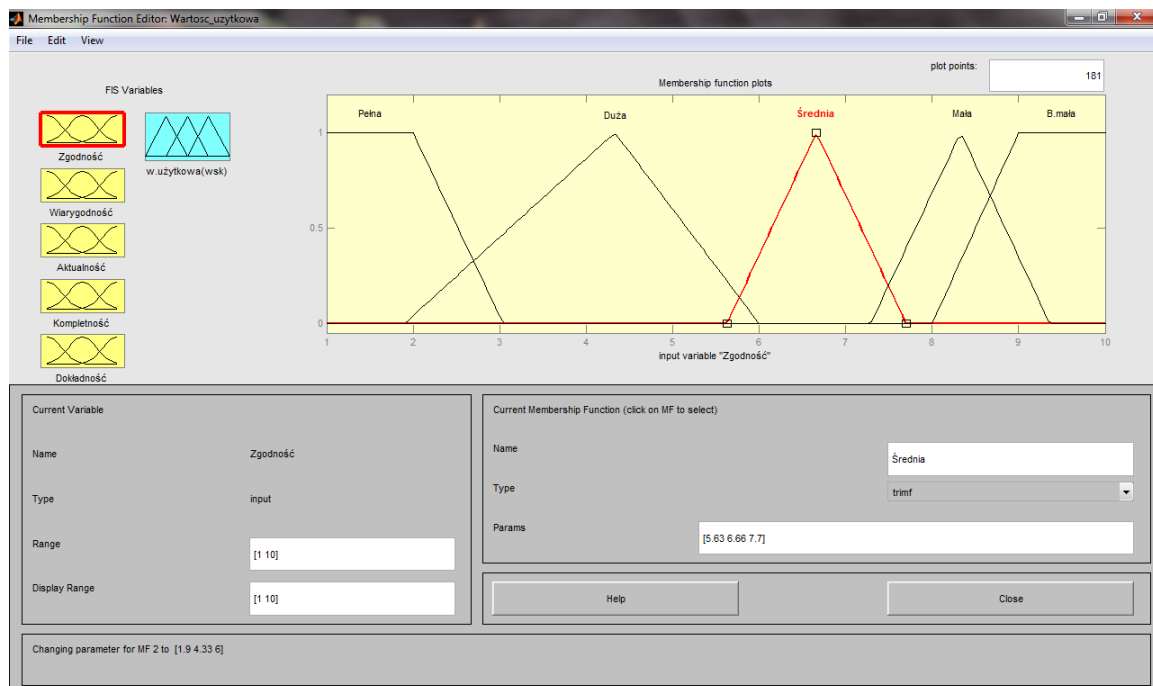 Membership Function Editor: Wartosc_uzytkowa
File Edit View
FIS Variables
Zgodność
w.użytkowa(wsk)
Wiarygodność
Aktualność
Kompletność
Dokładność
plot points:
181
Membership function plots
Pełna
Duża
Średnia
Mała
B.mała
1
0.5
0
1 2 3 4 5 6 7 8 9 10
input variable "Zgodność"
Current Variable
Name
Zgodność
Type
input
Range
[1 10]
Display Range
[1 10]
Current Membership Function (click on MF to select)
Name
Średnia
Type
trimf
Params
[5.63 6.66 7.7]
Help
Close
Changing parameter for MF 2 to [1.9 4.33 6]